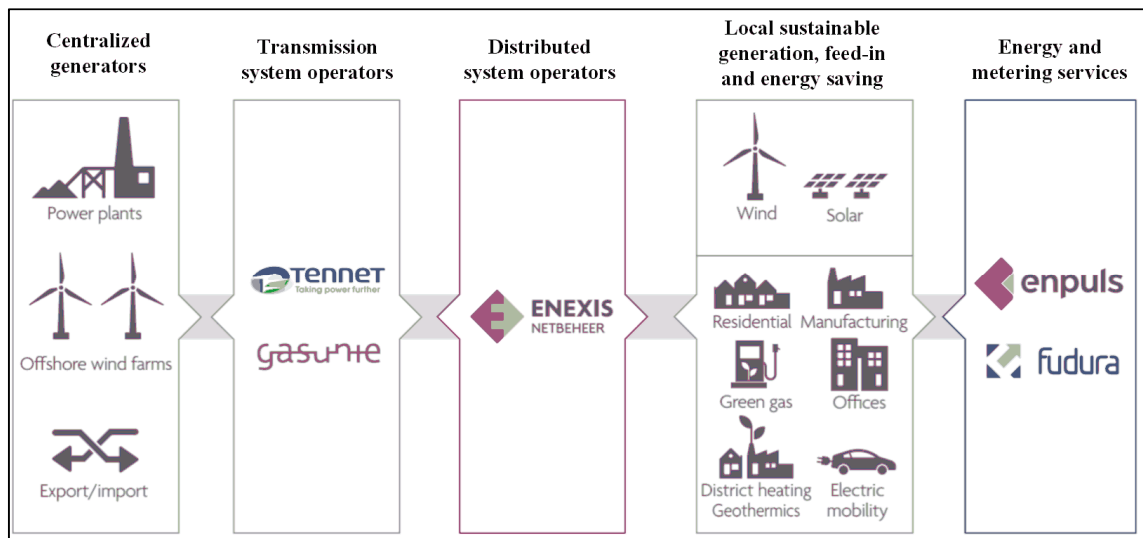 Centralized
generators
Transmission
system operators
Distributed
system operators
Local sustainable
generation, feed-in
and energy saving
Energy and
metering services
Power plants
Offshore wind farms
Export/import
TENNET
Taking power further
gasunie
ENEXIS
NETBEHEER
Wind
Solar
Residential
Manufacturing
Green gas
Offices
District heating
Geothermics
Electric
mobility
enpuls
fudura